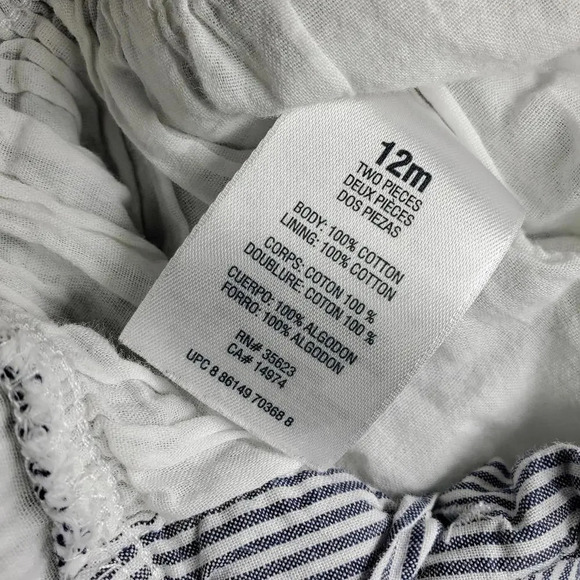 12m
TWO PIECES
DEUX PIÈCES
DOS PIEZAS
BODY: 100% COTTON
LINING: 100% COTTON
CORPS: COTON 100 %
DOUBLURE: COTON 100 %
CUERPO: 100% ALGODON
FORRO: 100% ALGODON
RN# 35623
CA# 14974
UPC 8 86149 70368 8